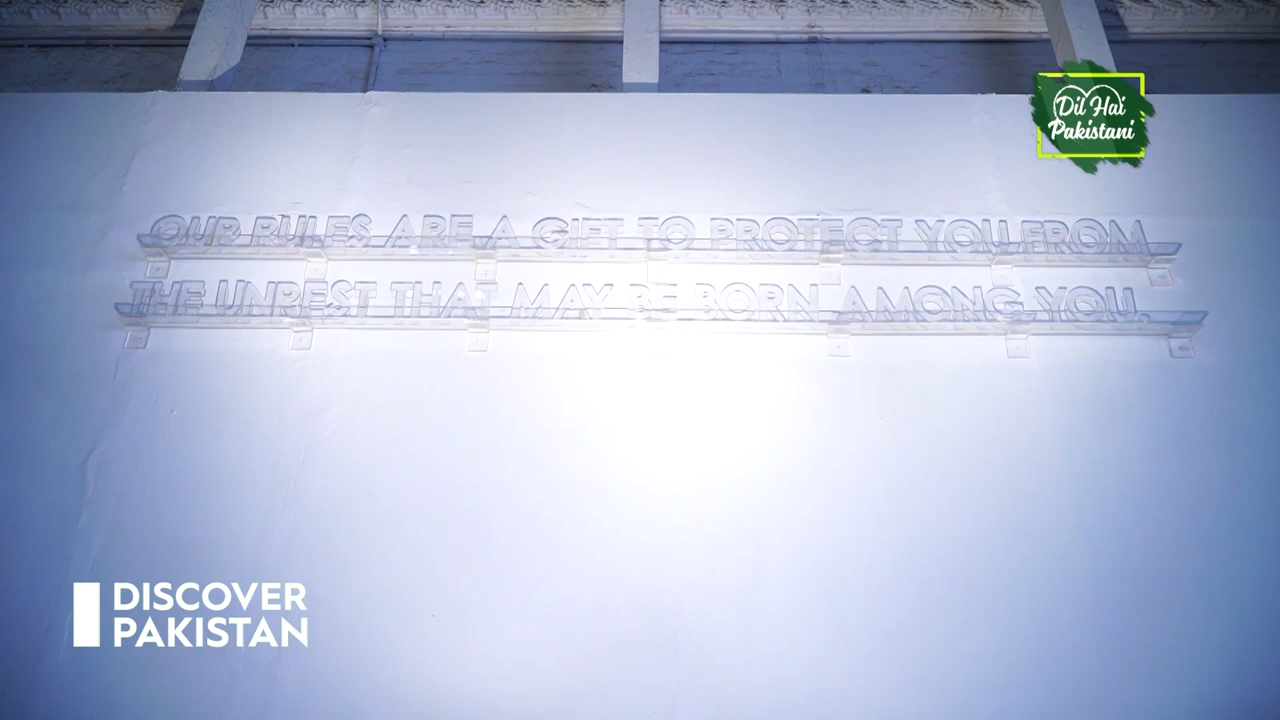 Dil Hai
Pakistani
OUR RULES ARE A GIFT TO PROTECT YOU FROM
THE UNREST THAT MAY BE BORN AMONG YOU.
DISCOVER
PAKISTAN